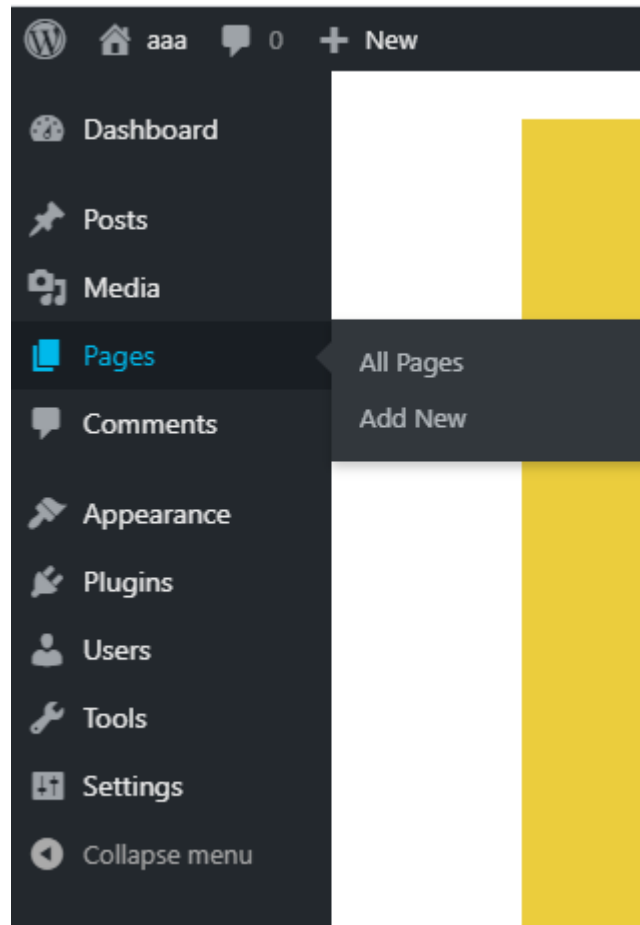 aaa 0 + New
Dashboard
Posts
Media
Pages
All Pages
Add New
Comments
Appearance
Plugins
Users
Tools
Settings
Collapse menu